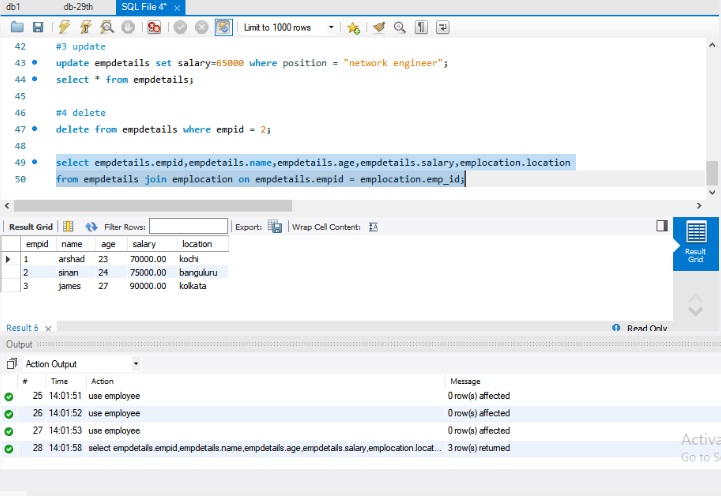 db1 db-29th SQL File 4*
Limit to 1000 rows
42 #3 update
43 update empdetails set salary=65000 where position = "network engineer";
44 select * from empdetails;
45
46 #4 delete
47 delete from empdetails where empid = 2;
48
49 select empdetails.empid,empdetails.name,empdetails.age,empdetails.salary,emplocation.location
50 from empdetails join emplocation on empdetails.empid = emplocation.emp_id;
Result Grid Filter Rows: Export: Wrap Cell Content:
empid name age salary location
1 arshad 23 70000.00 kochi
2 sinan 24 75000.00 banguluru
3 james 27 90000.00 kolkata
Result
Grid
Result 6 Read Only
Output
Action Output
# Time Action Message
25 14:01:51 use employee 0 row(s) affected
26 14:01:52 use employee 0 row(s) affected
27 14:01:53 use employee 0 row(s) affected
28 14:01:58 select empdetails.empid,empdetails.name,empdetails.age,empdetails.salary,emplocation.locat... 3 row(s) returned
Activa
Go to S